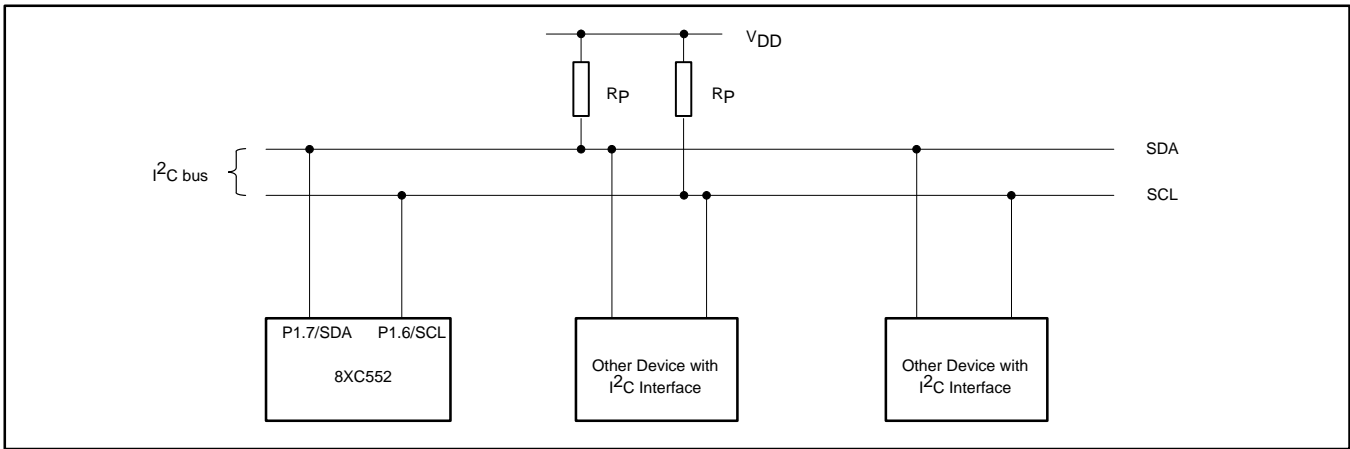 VDD
RP RP
SDA
I2C bus
SCL
P1.7/SDA P1.6/SCL
8XC552
Other Device with
I2C Interface
Other Device with
I2C Interface